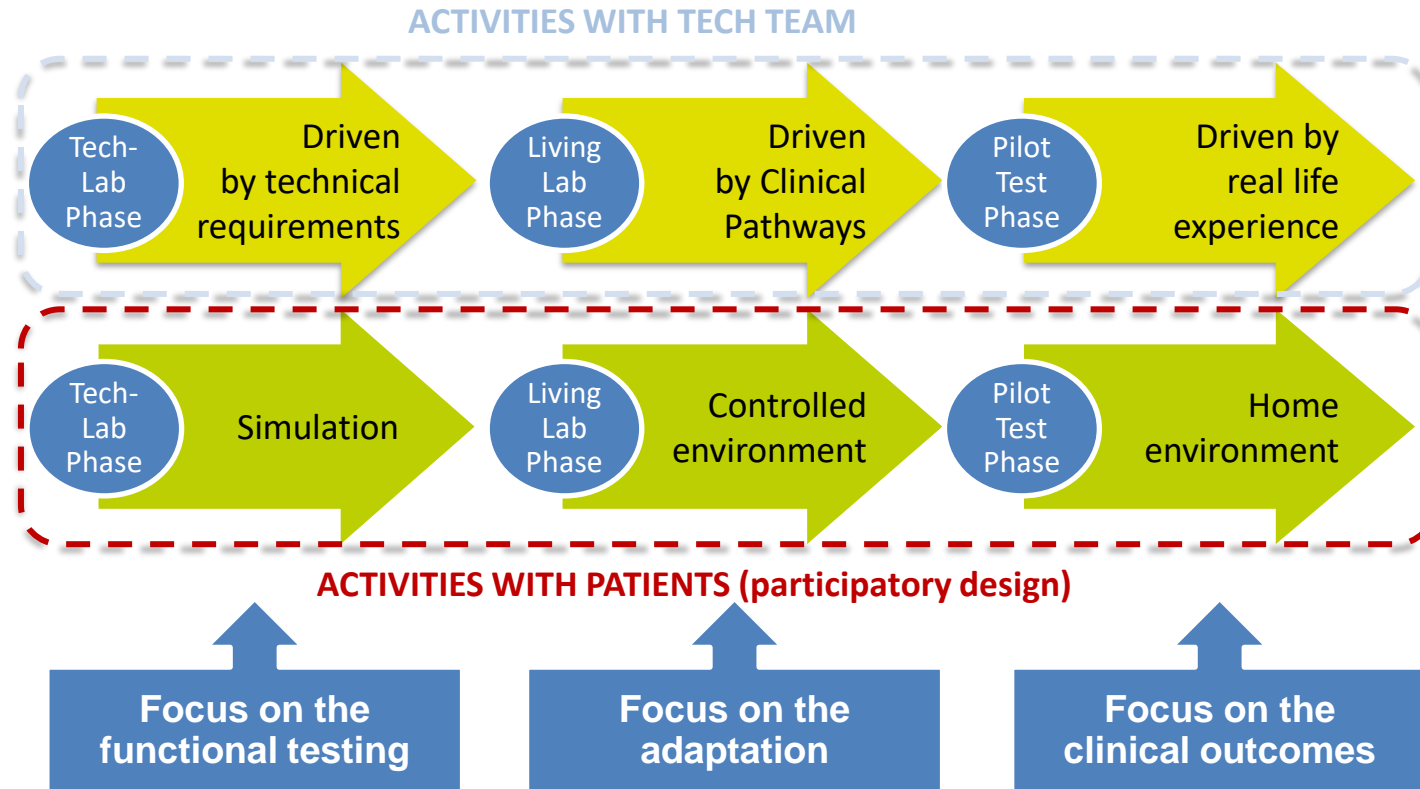 ACTIVITIES WITH TECH TEAM
Tech-
Lab
Phase
Driven
by technical
requirements
Living
Lab
Phase
Driven
by Clinical
Pathways
Pilot
Test
Phase
Driven by
real life
experience
Tech-
Lab
Phase
Simulation
Living
Lab
Phase
Controlled
environment
Pilot
Test
Phase
Home
environment
ACTIVITIES WITH PATIENTS (participatory design)
Focus on the
functional testing
Focus on the
adaptation
Focus on the
clinical outcomes